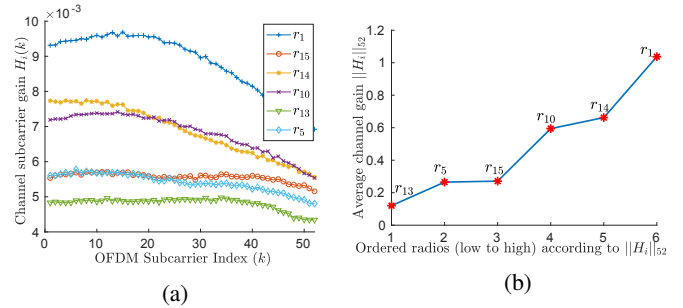 ×10⁻³
10
9
8
7
6
5
4
0 10 20 30 40 50
Channel subcarrier gain H_i(k)
OFDM Subcarrier Index (k)
r_1
r_15
r_14
r_10
r_13
r_5
(a)
1.2
1
0.8
0.6
0.4
0.2
0
1 2 3 4 5 6
Average channel gain ||H_i||_52
Ordered radios (low to high) according to ||H_i||_52
r_13
r_5
r_15
r_10
r_14
r_1
(b)